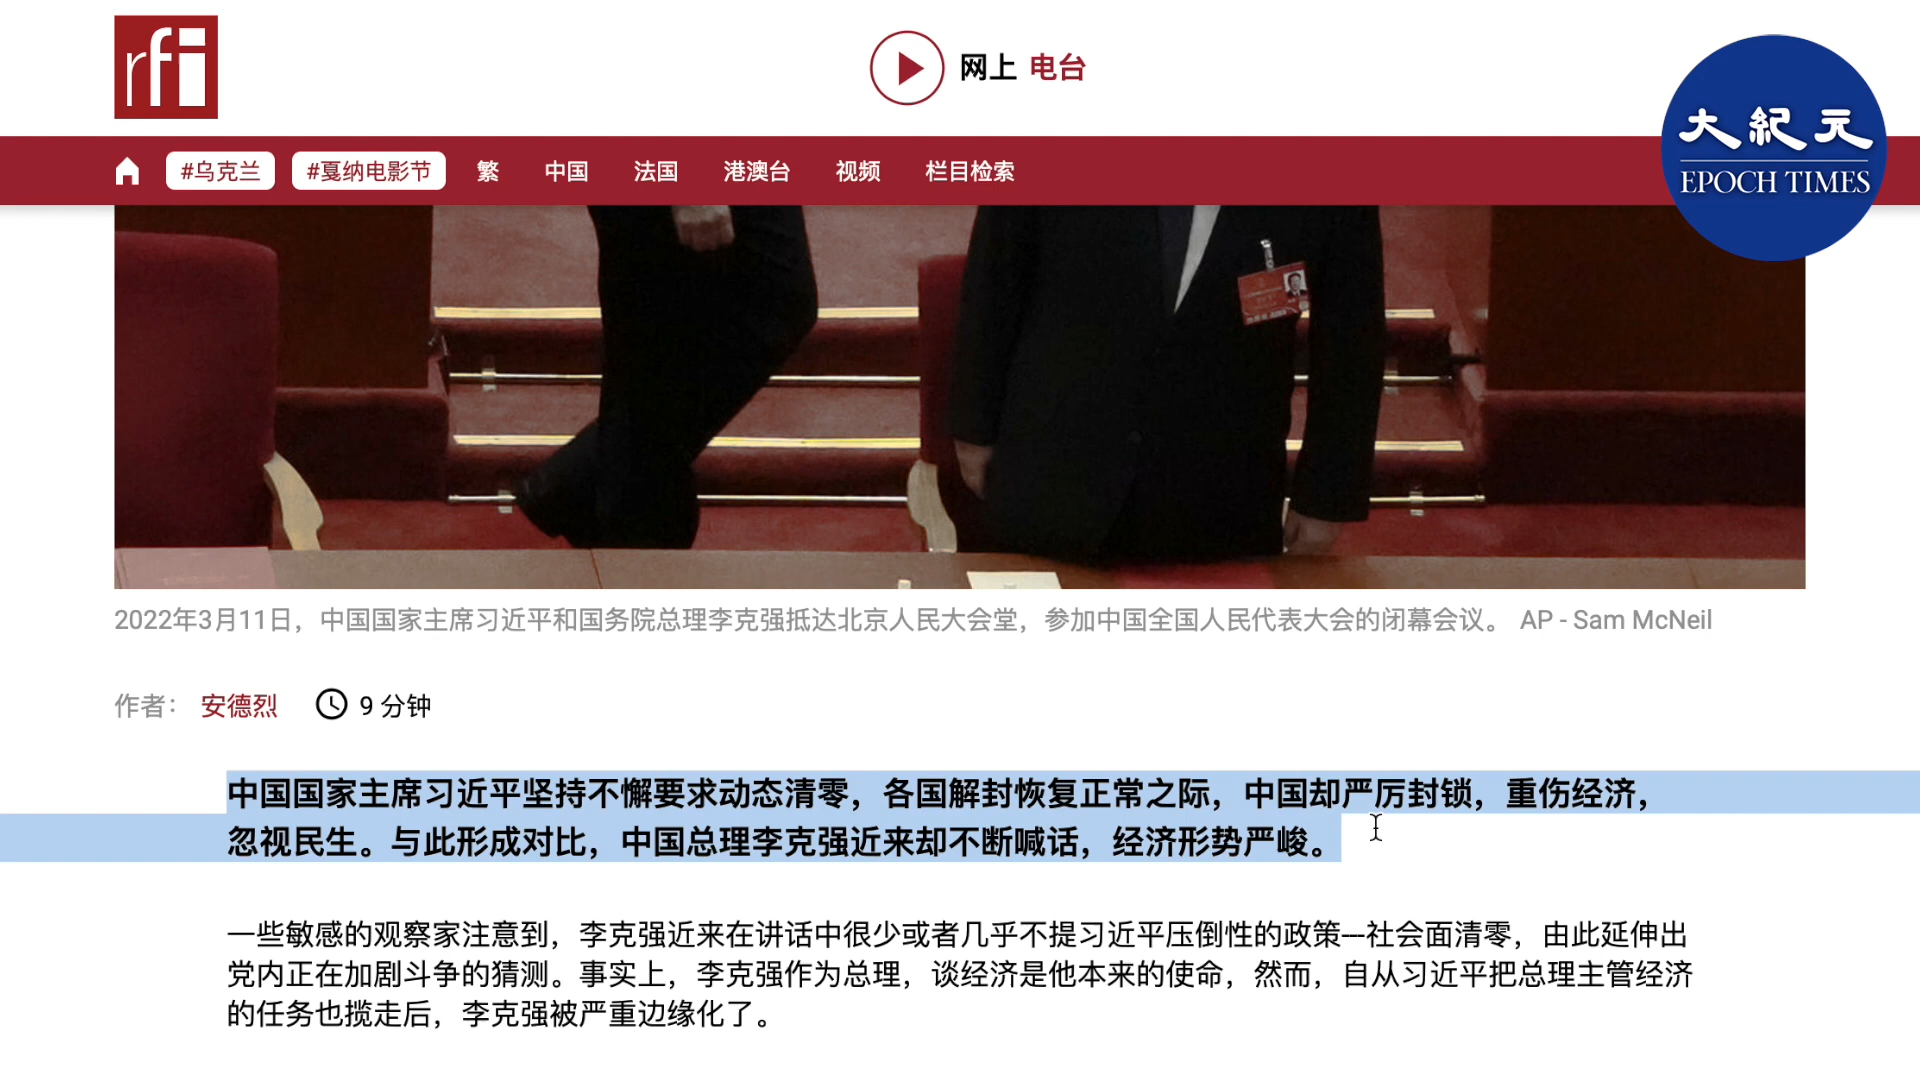 rfi
网上 电台
大紀元
EPOCH TIMES
#乌克兰 #戛纳电影节 繁 中国 法国 港澳台 视频 栏目检索
2022年3月11日，中国国家主席习近平和国务院总理李克强抵达北京人民大会堂，参加中国全国人民代表大会的闭幕会议。 AP - Sam McNeil
作者： 安德烈 9 分钟
中国国家主席习近平坚持不懈要求动态清零，各国解封恢复正常之际，中国却严厉封锁，重伤经济，
忽视民生。与此形成对比，中国总理李克强近来却不断喊话，经济形势严峻。
一些敏感的观察家注意到，李克强近来在讲话中很少或者几乎不提习近平压倒性的政策---社会面清零，由此延伸出
党内正在加剧斗争的猜测。事实上，李克强作为总理，谈经济是他本来的使命，然而，自从习近平把总理主管经济
的任务也揽走后，李克强被严重边缘化了。